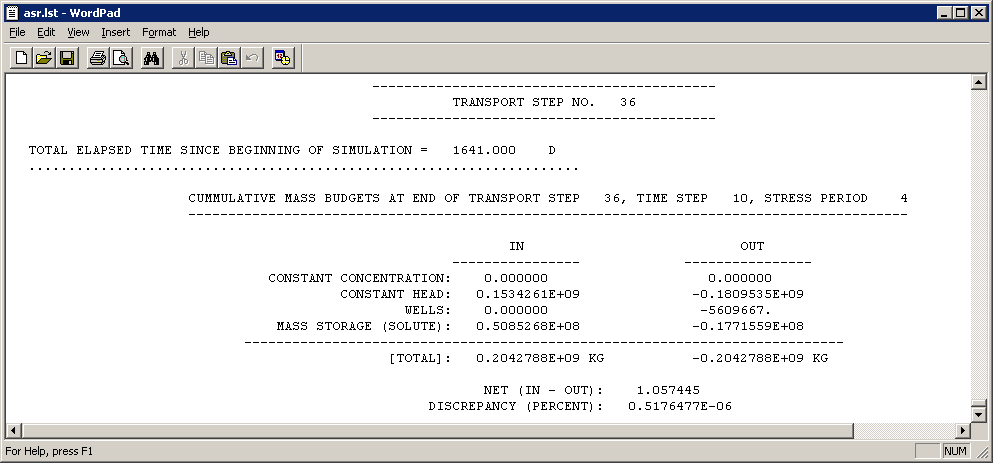 asr.lst - WordPad
File Edit View Insert Format Help
TRANSPORT STEP NO. 36
TOTAL ELAPSED TIME SINCE BEGINNING OF SIMULATION = 1641.000 D
.....................................................................
CUMMULATIVE MASS BUDGETS AT END OF TRANSPORT STEP 36, TIME STEP 10, STRESS PERIOD 4
IN OUT
CONSTANT CONCENTRATION: 0.000000 0.000000
CONSTANT HEAD: 0.1534261E+09 -0.1809535E+09
WELLS: 0.000000 -5609667.
MASS STORAGE (SOLUTE): 0.5085268E+08 -0.1771559E+08
[TOTAL]: 0.2042788E+09 KG -0.2042788E+09 KG
NET (IN - OUT): 1.057445
DISCREPANCY (PERCENT): 0.5176477E-06
For Help, press F1 NUM